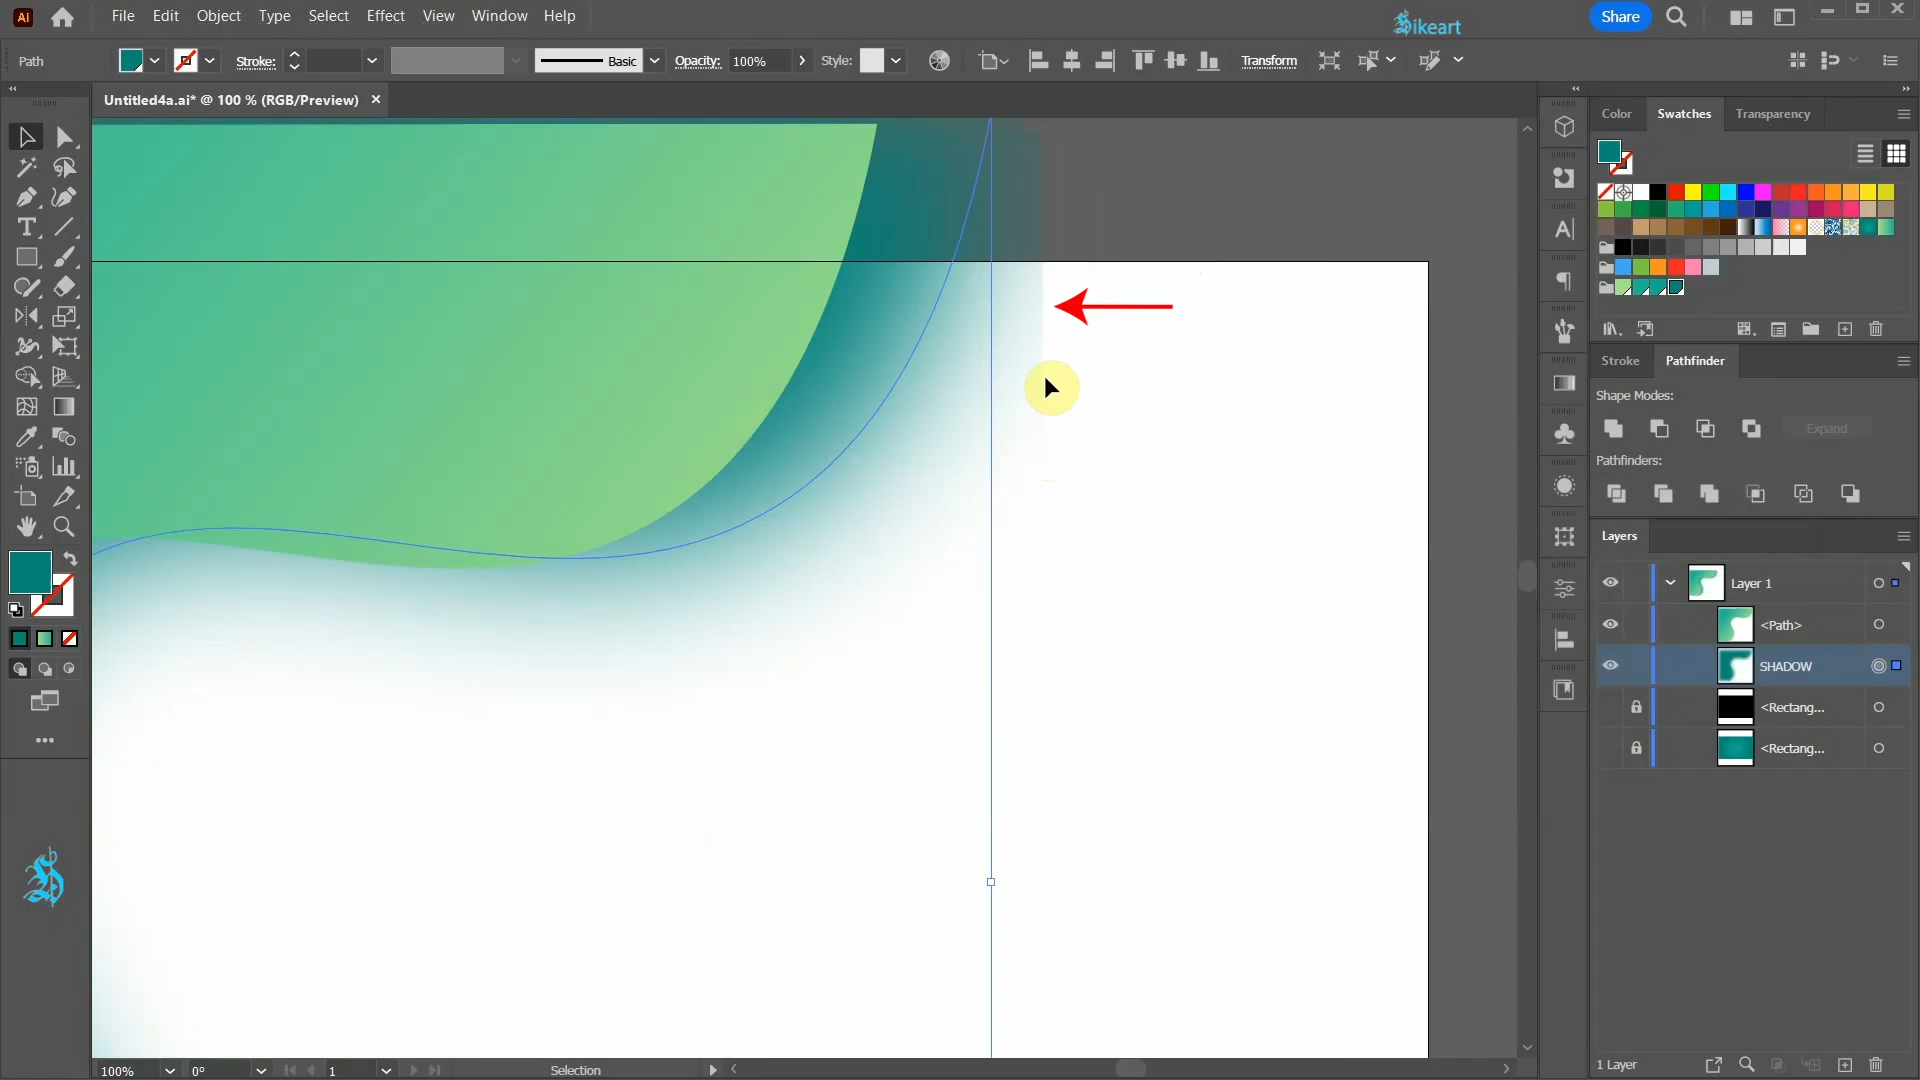 Ai File Edit Object Type Select Effect View Window Help Sikeart Share
Path Stroke: Basic Opacity: 100% Style: Transform
Untitled4a.ai* @ 100 % (RGB/Preview) ×
Color Swatches Transparency
Stroke Pathfinder
Shape Modes:
Expand
Pathfinders:
Layers
Layer 1
<Path>
SHADOW
<Rectang...
<Rectang...
100% 0° 1 Selection
1 Layer